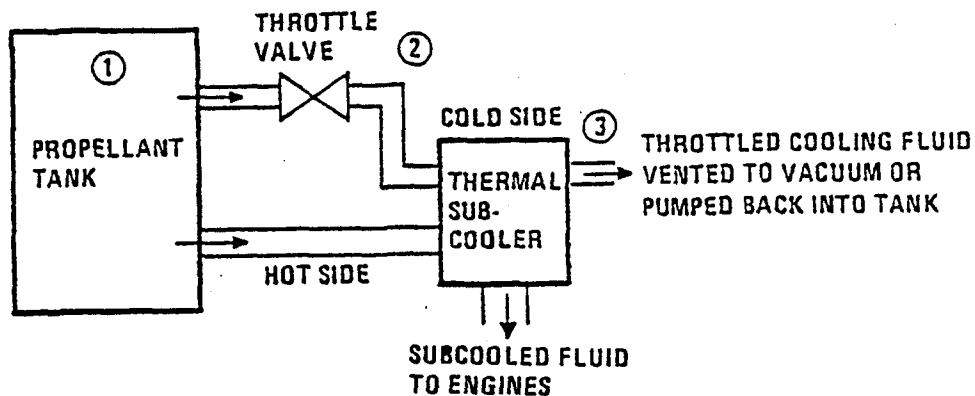 THROTTLE
VALVE
②
①
COLD SIDE
③
PROPELLANT
TANK
THERMAL
SUB-
COOLER
THROTTLED COOLING FLUID
VENTED TO VACUUM OR
PUMPED BACK INTO TANK
HOT SIDE
SUBCOOLED FLUID
TO ENGINES